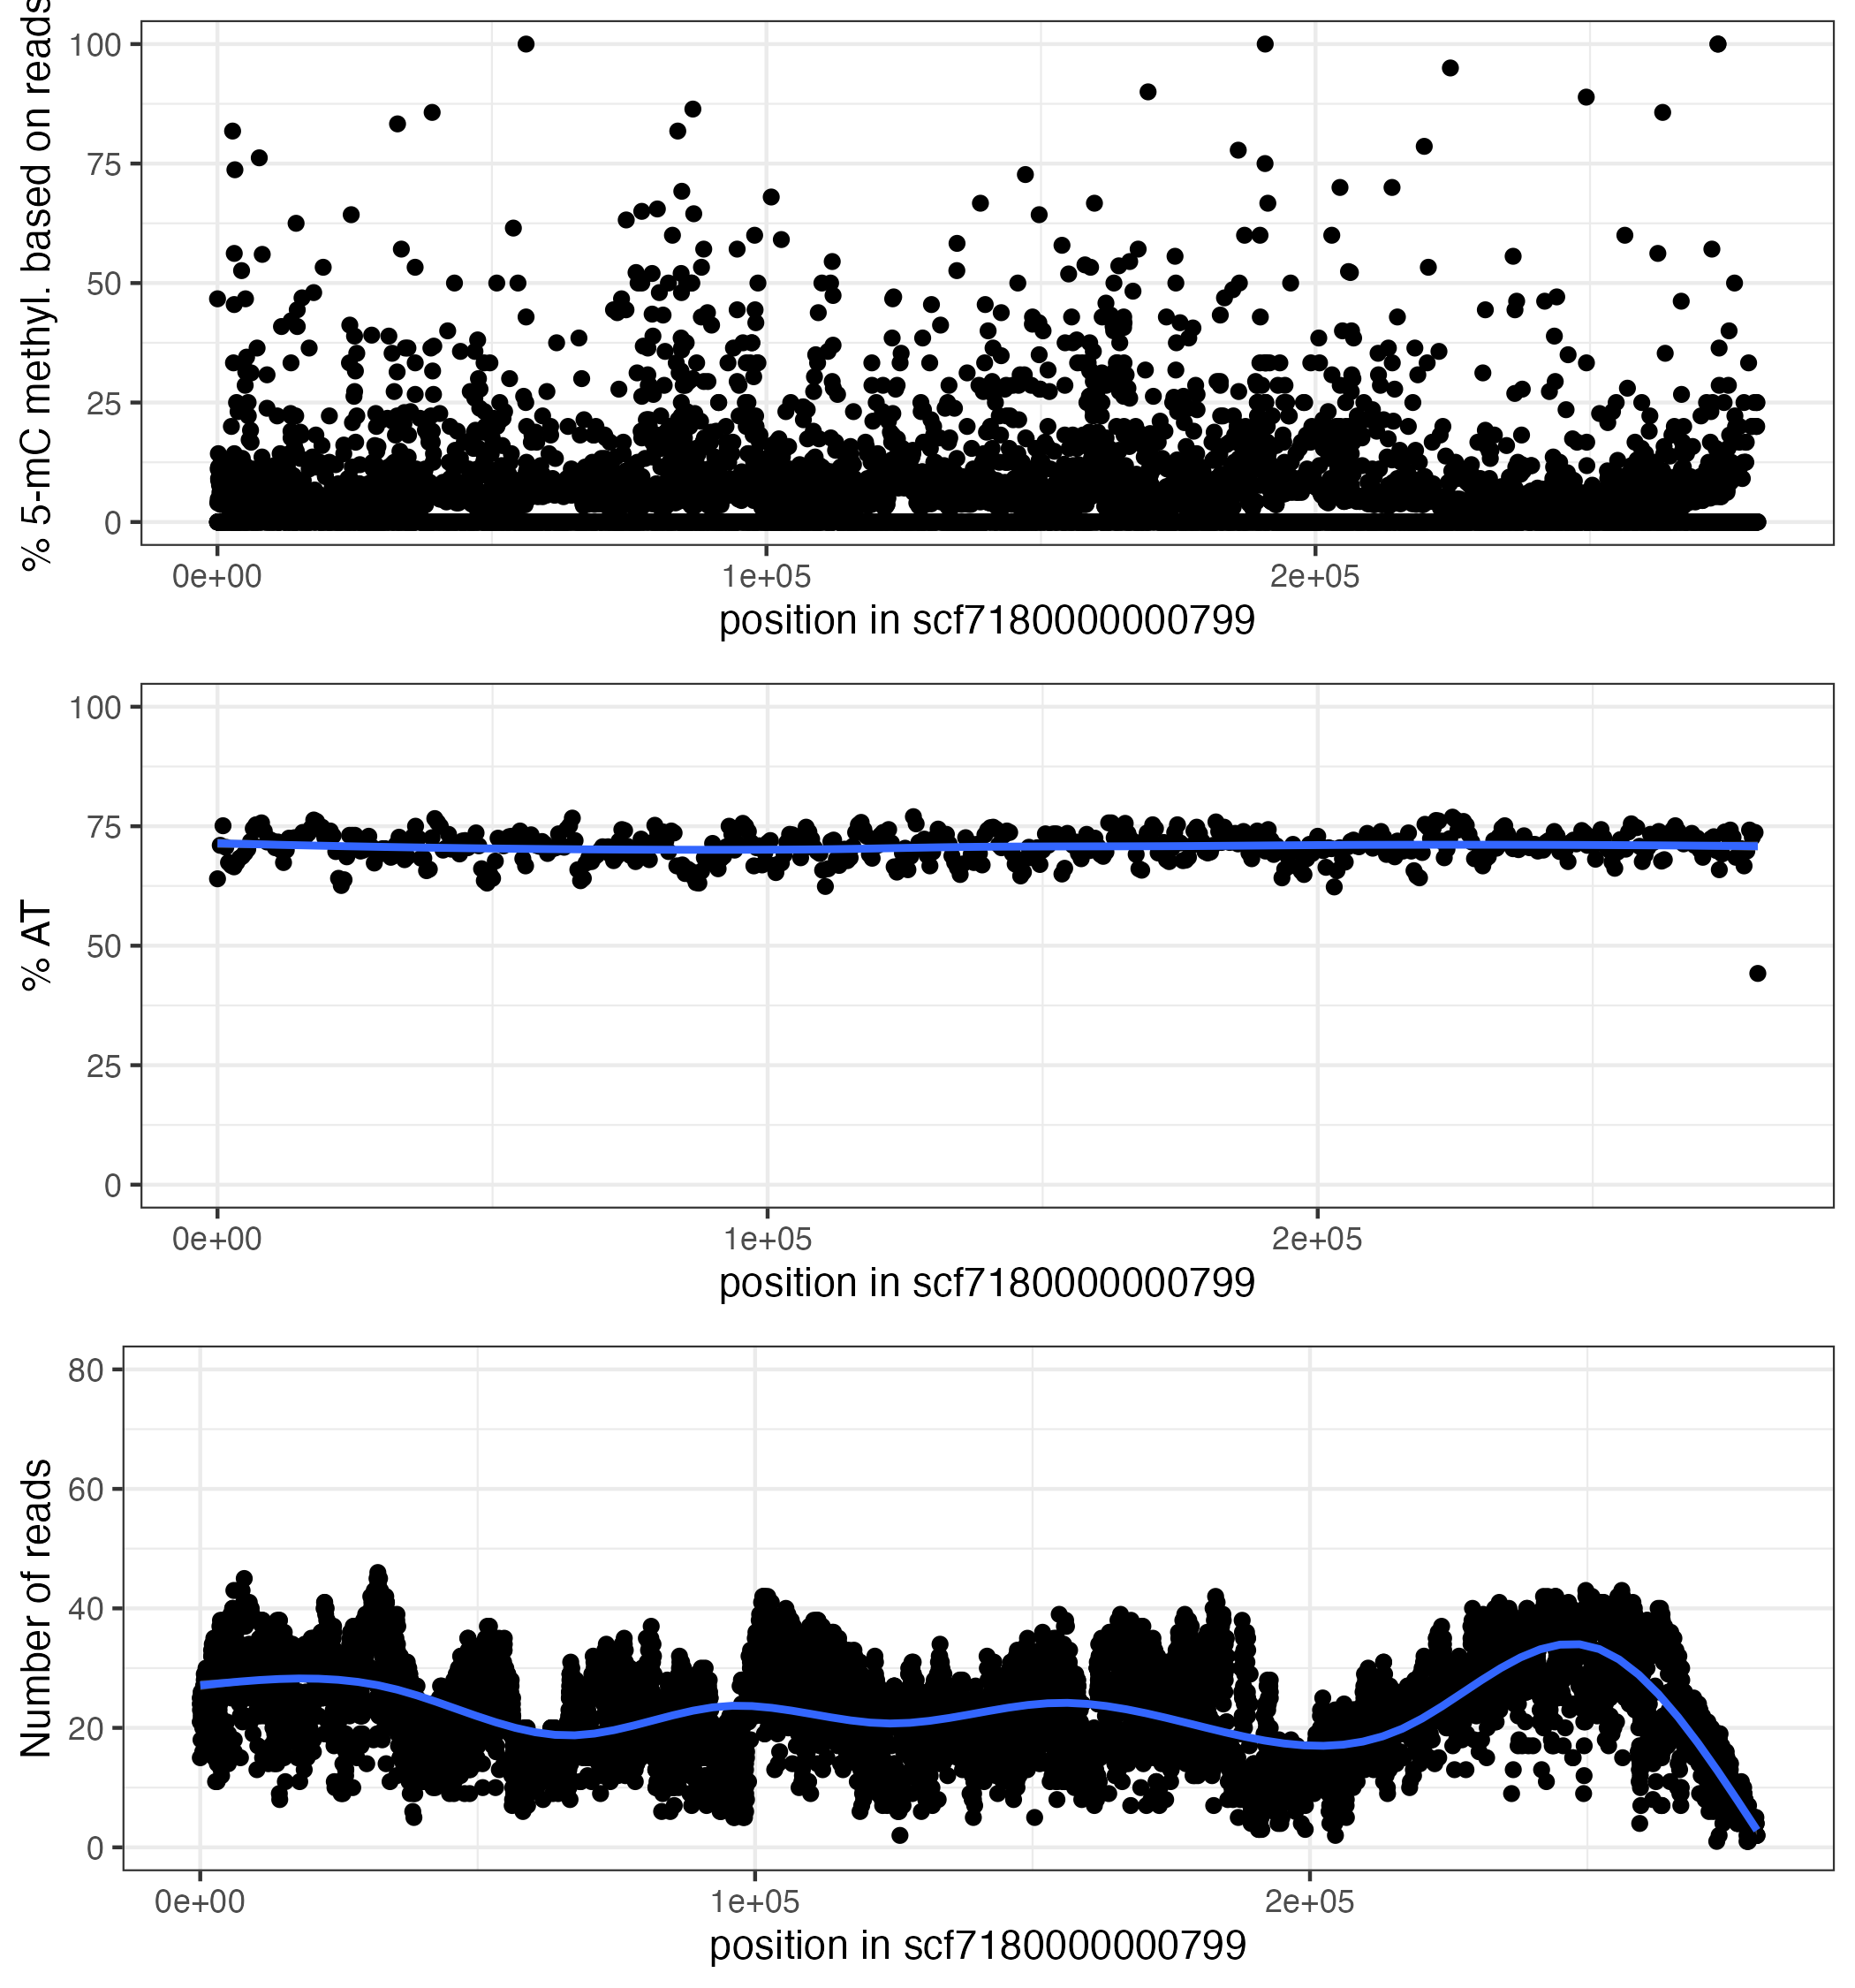 % 5-mC methyl. based on reads
100
75
50
25
0
0e+00 1e+05 2e+05
position in scf7180000000799
% AT
100
75
50
25
0
0e+00 1e+05 2e+05
position in scf7180000000799
Number of reads
80
60
40
20
0
0e+00 1e+05 2e+05
position in scf7180000000799